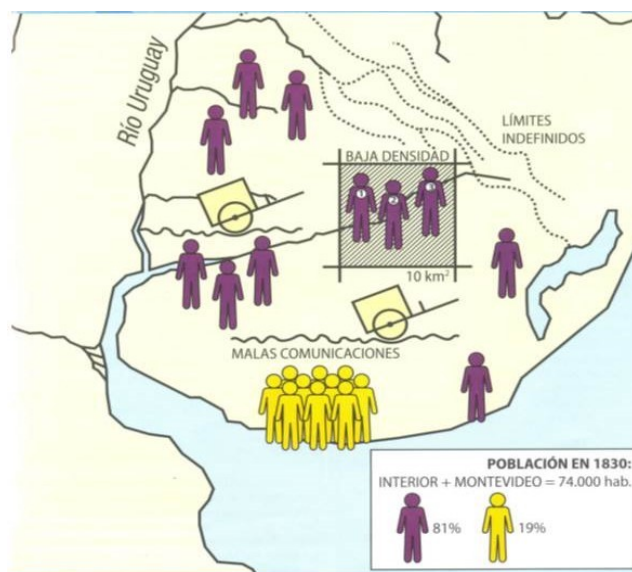 Río Uruguay
LÍMITES
INDEFINIDOS
BAJA DENSIDAD
1
2
3
10 km²
MALAS COMUNICACIONES
POBLACIÓN EN 1830:
INTERIOR + MONTEVIDEO = 74.000 hab.
81%
19%